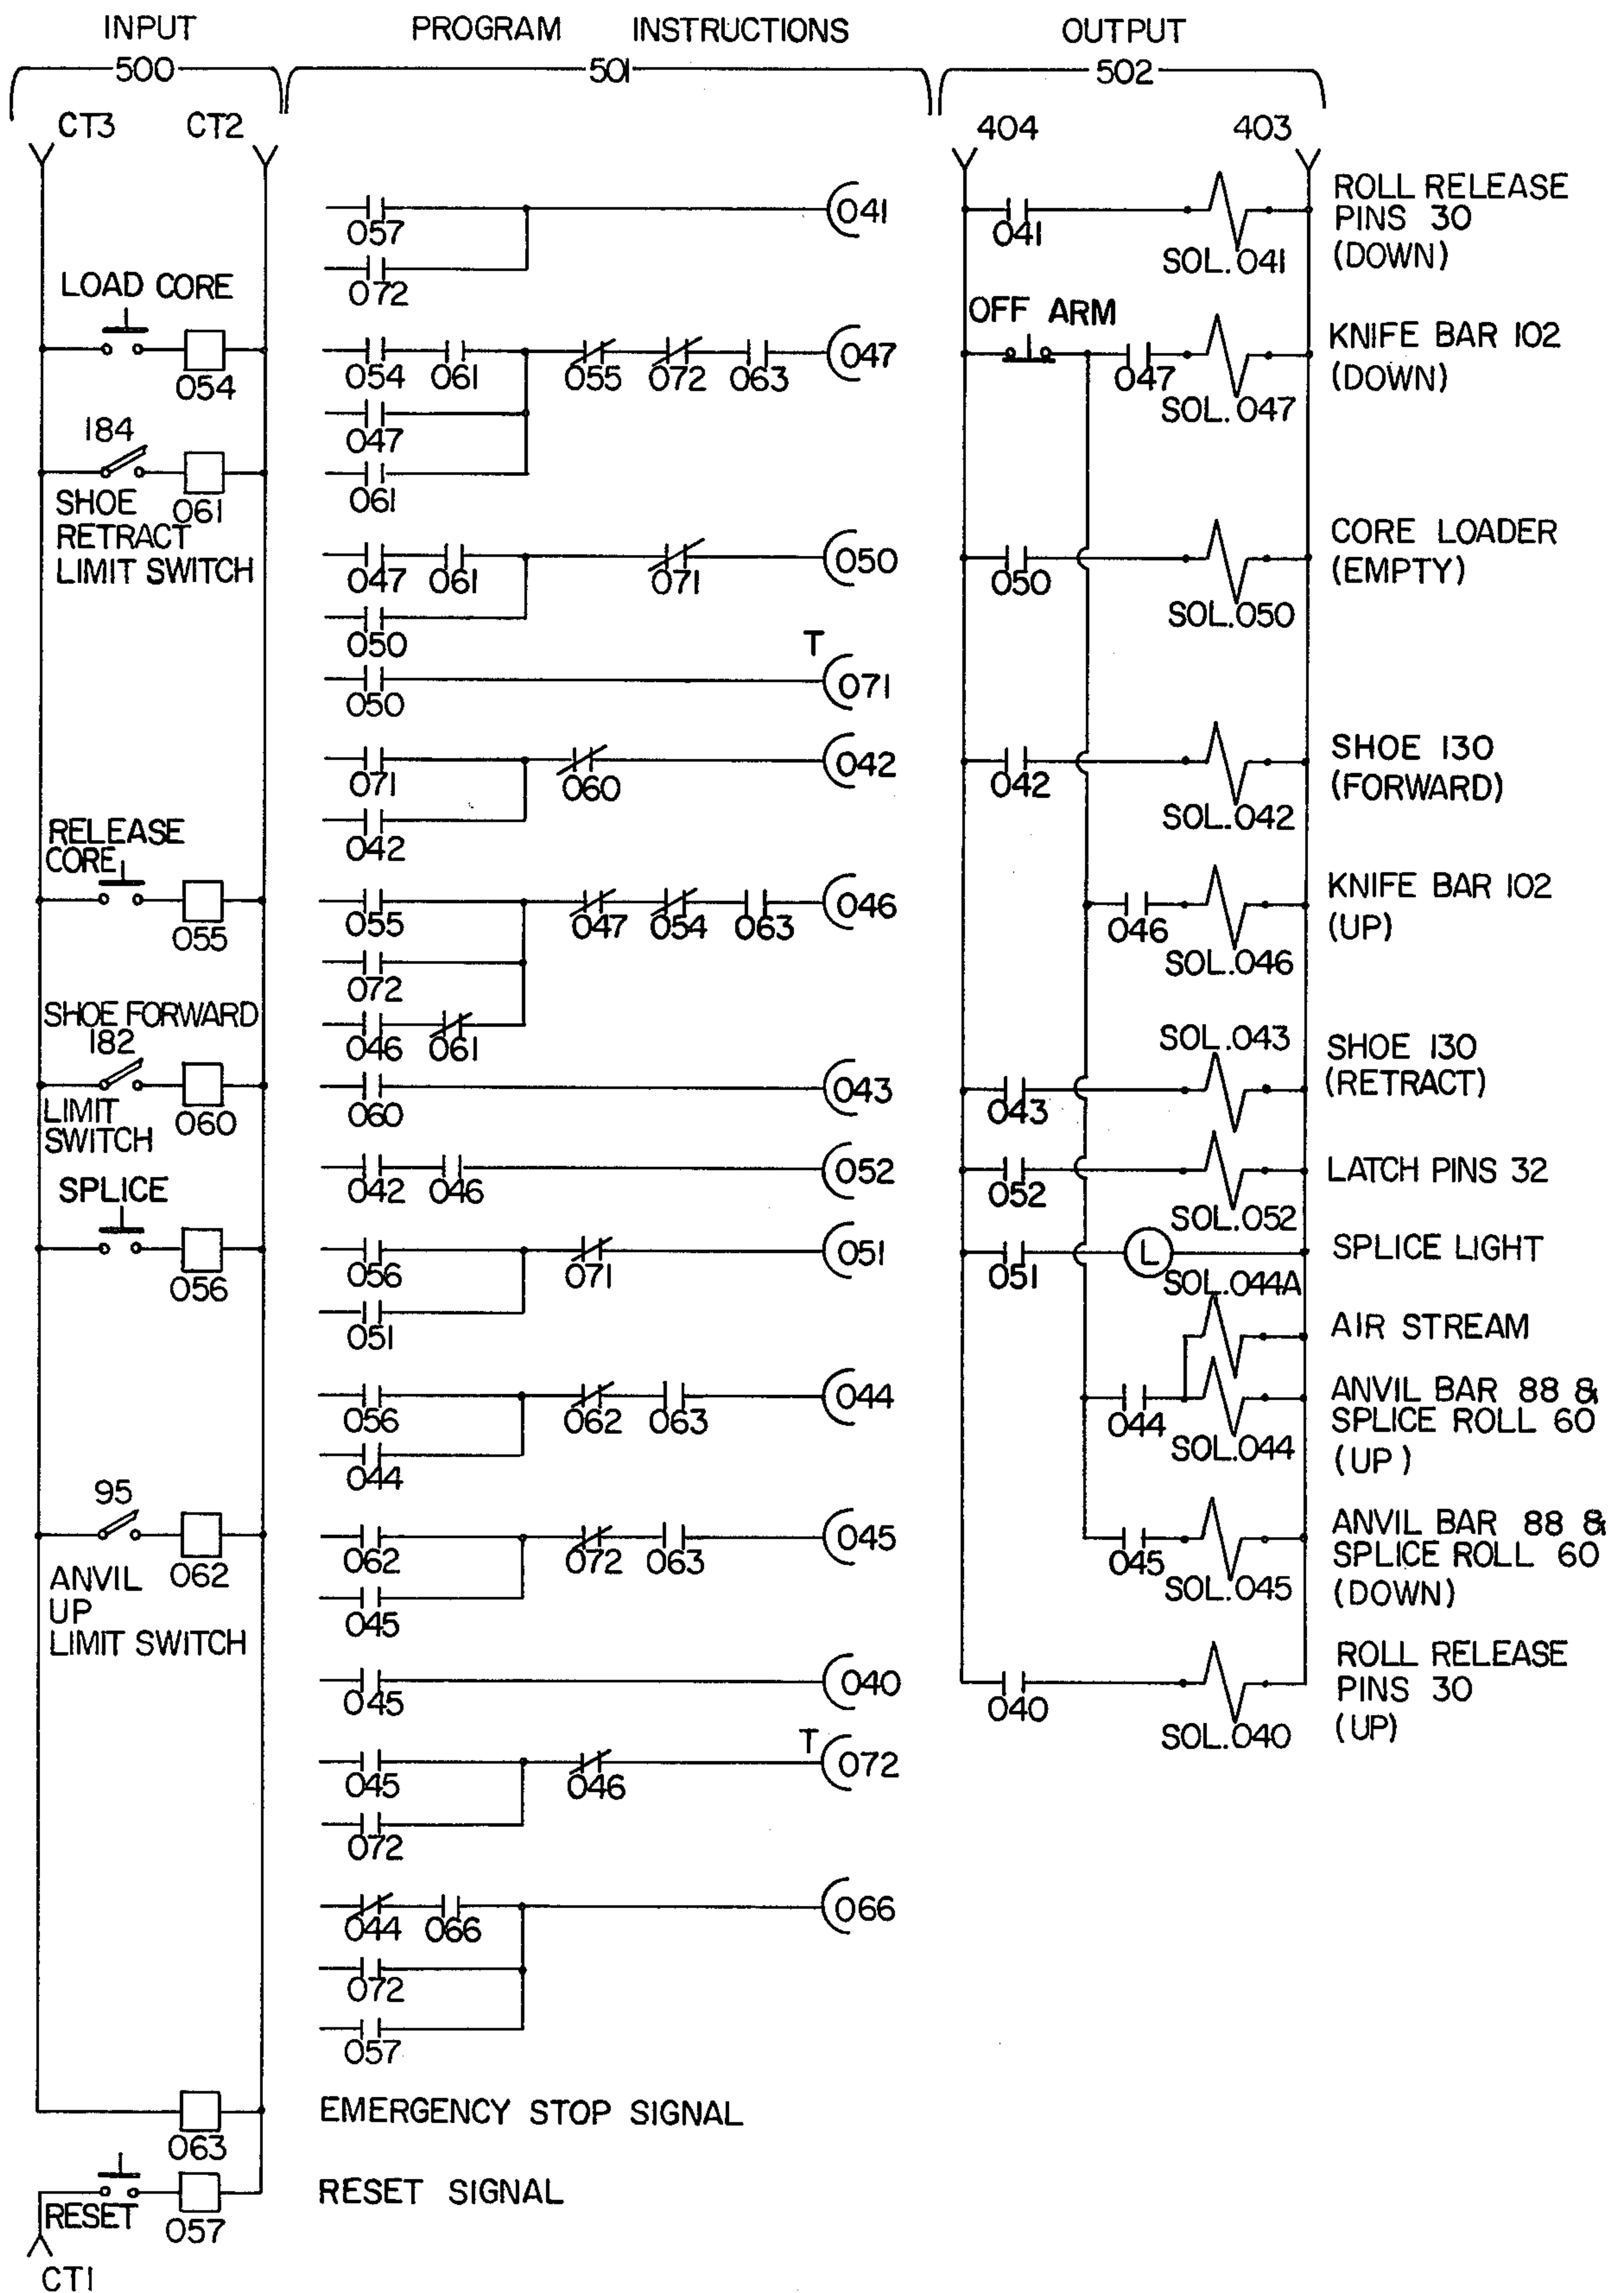 INPUT PROGRAM INSTRUCTIONS OUTPUT
500 501 502
CT3 CT2 404 403
057 041
072
041 SOL.041 ROLL RELEASE
PINS 30
(DOWN)
LOAD CORE
054
054 061 055 072 063 047
047
061
OFF ARM
047 SOL.047 KNIFE BAR 102
(DOWN)
184
061
SHOE
RETRACT
LIMIT SWITCH
047 061 071 050
050
050 SOL.050 CORE LOADER
(EMPTY)
050 T 071
071 060 042
042
042 SOL.042 SHOE 130
(FORWARD)
RELEASE
CORE
055
055 047 054 063 046
072
046 061
046 SOL.046 KNIFE BAR 102
(UP)
SHOE FORWARD
182
060
LIMIT
SWITCH
060 043
043 SOL.043 SHOE 130
(RETRACT)
042 046 052
052 SOL.052 LATCH PINS 32
SPLICE
056
056 071 051
051
051 L SPLICE LIGHT
SOL.044A AIR STREAM
056 062 063 044
044
044 SOL.044 ANVIL BAR 88 &
SPLICE ROLL 60
(UP)
95
062
ANVIL
UP
LIMIT SWITCH
062 072 063 045
045
045 SOL.045 ANVIL BAR 88 &
SPLICE ROLL 60
(DOWN)
045 040
040 SOL.040 ROLL RELEASE
PINS 30
(UP)
045 046 T 072
072
044 066 066
072
057
063 EMERGENCY STOP SIGNAL
RESET 057 RESET SIGNAL
CT1